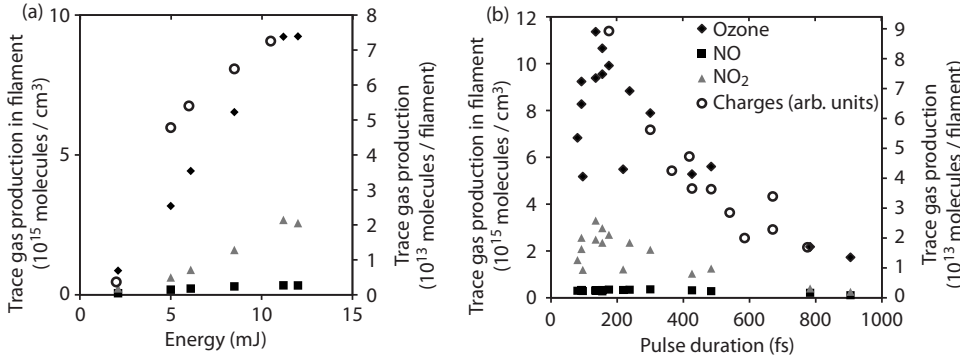 (a)
Trace gas production in filament
(10¹⁵ molecules / cm³)
10
5
0
0 5 10 15
Energy (mJ)
8
7
6
5
4
3
2
1
0
Trace gas production
(10¹³ molecules / filament)
(b)
Trace gas production in filament
(10¹⁵ molecules / cm³)
12
10
8
6
4
2
0
0 200 400 600 800 1000
Pulse duration (fs)
Ozone
NO
NO₂
Charges (arb. units)
9
8
7
6
5
4
3
2
1
0
Trace gas production
(10¹³ molecules / filament)